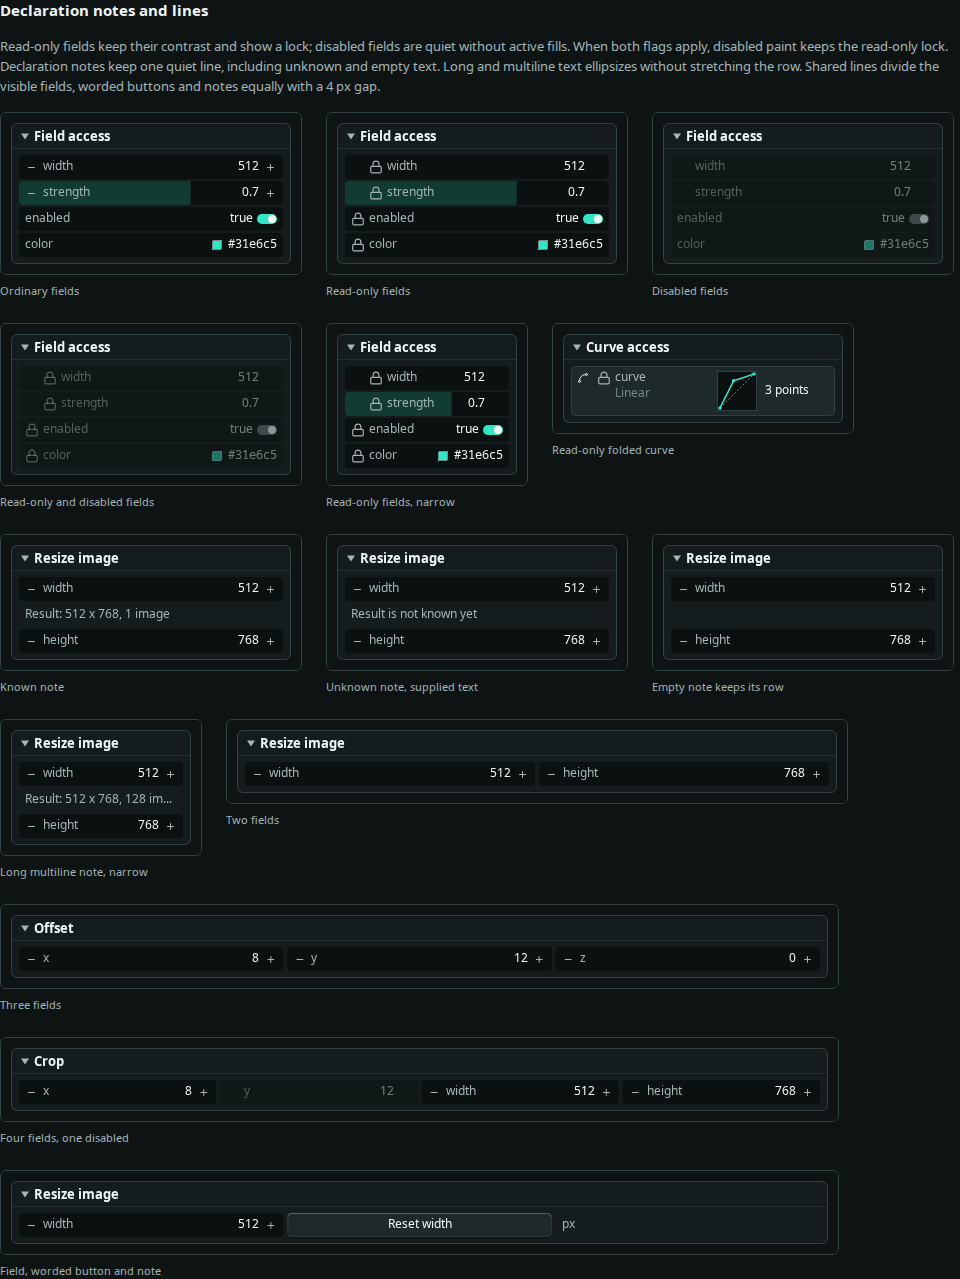 Declaration notes and lines
Read-only fields keep their contrast and show a lock; disabled fields are quiet without active fills. When both flags apply, disabled paint keeps the read-only lock.
Declaration notes keep one quiet line, including unknown and empty text. Long and multiline text ellipsizes without stretching the row. Shared lines divide the
visible fields, worded buttons and notes equally with a 4 px gap.
Field access
– width 512 +
– strength 0.7 +
enabled true
color #31e6c5
Ordinary fields
Field access
width 512
strength 0.7
enabled true
color #31e6c5
Read-only fields
Field access
width 512
strength 0.7
enabled true
color #31e6c5
Disabled fields
Field access
width 512
strength 0.7
enabled true
color #31e6c5
Read-only and disabled fields
Field access
width 512
strength 0.7
enabled true
color #31e6c5
Read-only fields, narrow
Curve access
curve
Linear
3 points
Read-only folded curve
Resize image
– width 512 +
Result: 512 x 768, 1 image
– height 768 +
Known note
Resize image
– width 512 +
Result is not known yet
– height 768 +
Unknown note, supplied text
Resize image
– width 512 +
– height 768 +
Empty note keeps its row
Resize image
– width 512 +
Result: 512 x 768, 128 im...
– height 768 +
Long multiline note, narrow
Resize image
– width 512 + – height 768 +
Two fields
Offset
– x 8 + – y 12 + – z 0 +
Three fields
Crop
– x 8 + y 12 – width 512 + – height 768 +
Four fields, one disabled
Resize image
– width 512 + Reset width px
Field, worded button and note